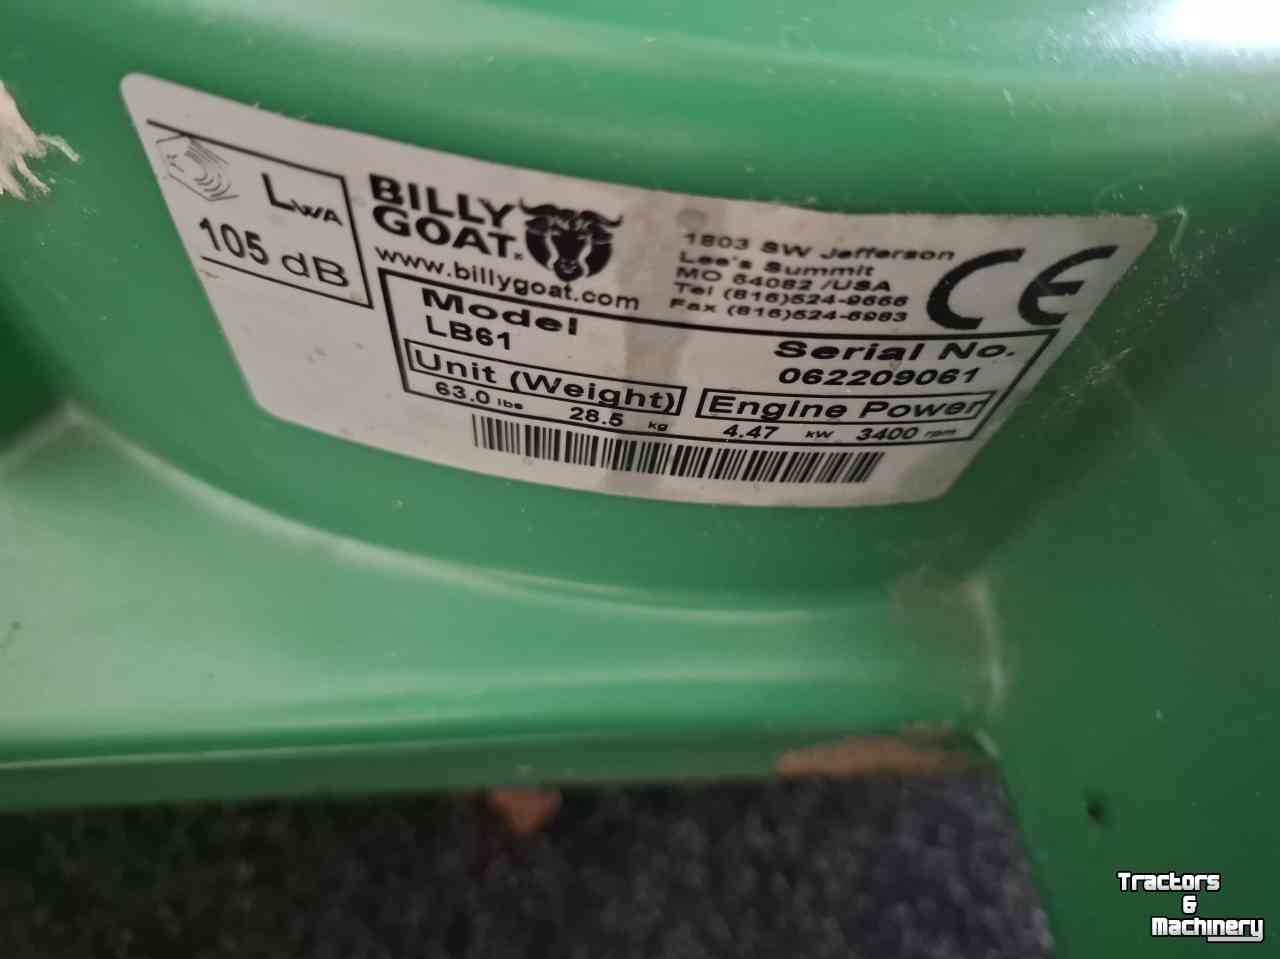 LWA
105 dB
BILLY
GOAT®
www.billygoat.com
1803 SW Jefferson
Lee's Summit
MO 64082 /USA
Tel (816)524-9666
Fax (816)524-6983
CE
Model
LB61
Serial No.
062209061
Unit (Weight)
63.0 lbs 28.5 kg
Engine Power
4.47 kW 3400 rpm
Tractors
&
Machinery